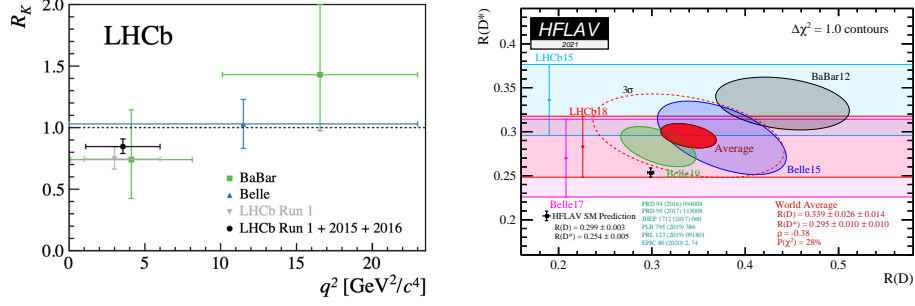 R_K
2.0
1.5
1.0
0.5
0.0
LHCb
BaBar
Belle
LHCb Run 1
LHCb Run 1 + 2015 + 2016
0
5
10
15
20
q² [GeV²/c⁴]
R(D*)
0.4
0.35
0.3
0.25
0.2
HFLAV
2021
Δχ² = 1.0 contours
LHCb15
BaBar12
3σ
LHCb18
Average
Belle19
Belle15
Belle17
HFLAV SM Prediction
R(D) = 0.299 ± 0.003
R(D*) = 0.254 ± 0.005
PRD 94 (2016) 094008
PRD 95 (2017) 115008
JHEP 1712 (2017) 060
PLB 795 (2019) 386
PRL 123 (2019) 091801
EPJC 80 (2020) 2, 74
World Average
R(D) = 0.339 ± 0.026 ± 0.014
R(D*) = 0.295 ± 0.010 ± 0.010
ρ = -0.38
P(χ²) = 28%
0.2
0.3
0.4
0.5
R(D)